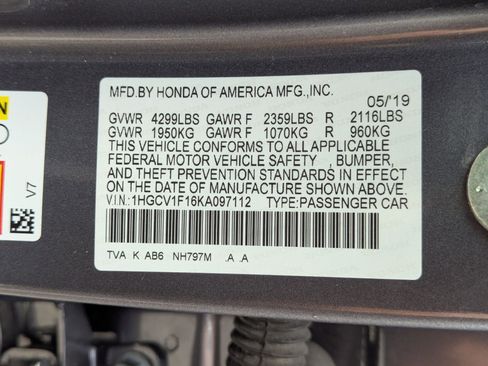 MFD.BY HONDA OF AMERICA MFG.,INC.
05/'19
GVWR 4299LBS GAWR F 2359LBS R 2116LBS
GVWR 1950KG GAWR F 1070KG R 960KG
THIS VEHICLE CONFORMS TO ALL APPLICABLE
FEDERAL MOTOR VEHICLE SAFETY , BUMPER,
AND THEFT PREVENTION STANDARDS IN EFFECT
ON THE DATE OF MANUFACTURE SHOWN ABOVE.
V.I.N.:1HGCV1F16KA097112 TYPE:PASSENGER CAR
TVA K AB6 NH797M .A .A
V7